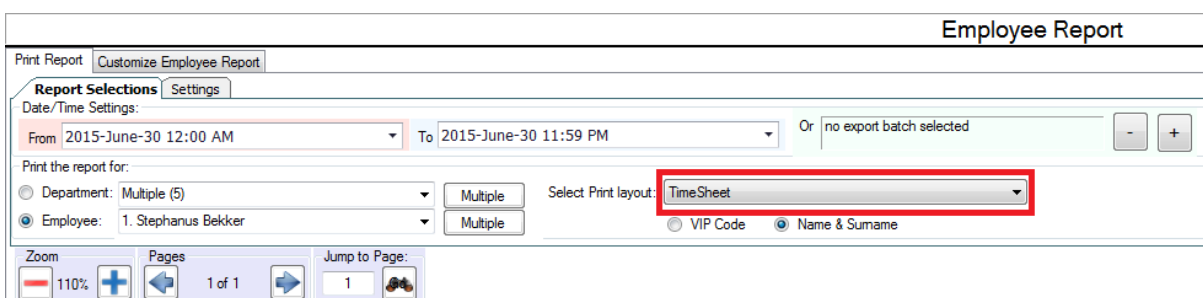 Employee Report
Print Report Customize Employee Report
Report Selections Settings
Date/Time Settings:
From 2015-June-30 12:00 AM To 2015-June-30 11:59 PM Or no export batch selected - +
Print the report for:
Department: Multiple (5) Multiple Select Print layout: TimeSheet
Employee: 1. Stephanus Bekker Multiple VIP Code Name & Surname
Zoom Pages Jump to Page:
110% 1 of 1 1